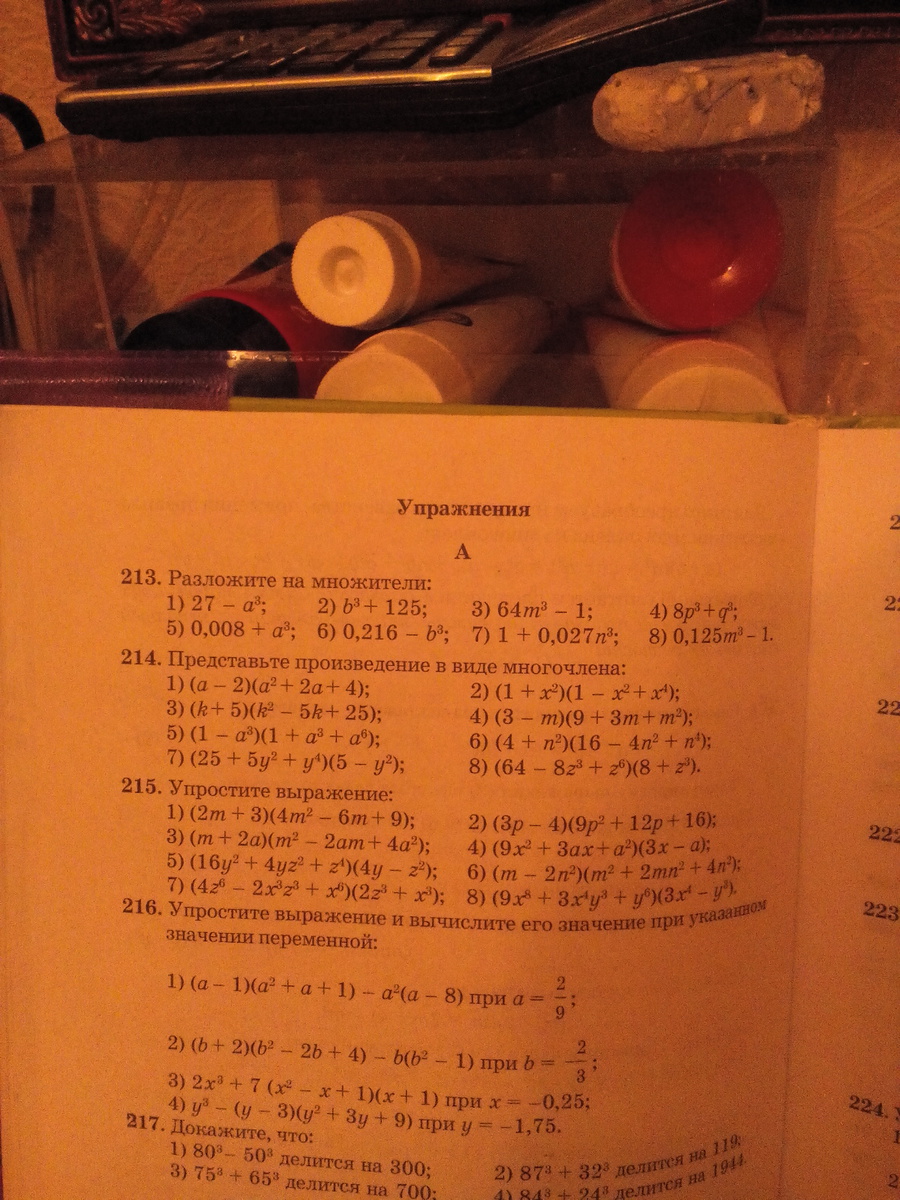 Упражнения
А
213. Разложите на множители:
1) 27 − a³; 2) b³ + 125; 3) 64m³ − 1; 4) 8p³ + q³;
5) 0,008 + a³; 6) 0,216 − b³; 7) 1 + 0,027n³; 8) 0,125m³ − 1.
214. Представьте произведение в виде многочлена:
1) (a − 2)(a² + 2a + 4); 2) (1 + x²)(1 − x² + x⁴);
3) (k + 5)(k² − 5k + 25); 4) (3 − m)(9 + 3m + m²);
5) (1 − a³)(1 + a³ + a⁶); 6) (4 + n²)(16 − 4n² + n⁴);
7) (25 + 5y² + y⁴)(5 − y²); 8) (64 − 8z³ + z⁶)(8 + z³).
215. Упростите выражение:
1) (2m + 3)(4m² − 6m + 9); 2) (3p − 4)(9p² + 12p + 16);
3) (m + 2a)(m² − 2am + 4a²); 4) (9x² + 3ax + a²)(3x − a);
5) (16y² + 4yz² + z⁴)(4y − z²); 6) (m − 2n²)(m² + 2mn² + 4n²);
7) (4z⁶ − 2x³z³ + x⁶)(2z³ + x³); 8) (9x⁸ + 3x⁴y³ + y⁶)(3x⁴ − y³).
216. Упростите выражение и вычислите его значение при указанном
значении переменной:
1) (a − 1)(a² + a + 1) − a²(a − 8) при a = 2/9;
2) (b + 2)(b² − 2b + 4) − b(b² − 1) при b = −2/3;
3) 2x³ + 7 (x² − x + 1)(x + 1) при x = −0,25;
4) y³ − (y − 3)(y² + 3y + 9) при y = −1,75.
217. Докажите, что:
1) 80³ − 50³ делится на 300; 2) 87³ + 32³ делится на 119;
3) 75³ + 65³ делится на 700; 4) 84³ + 24³ делится на 1944.
223
224.